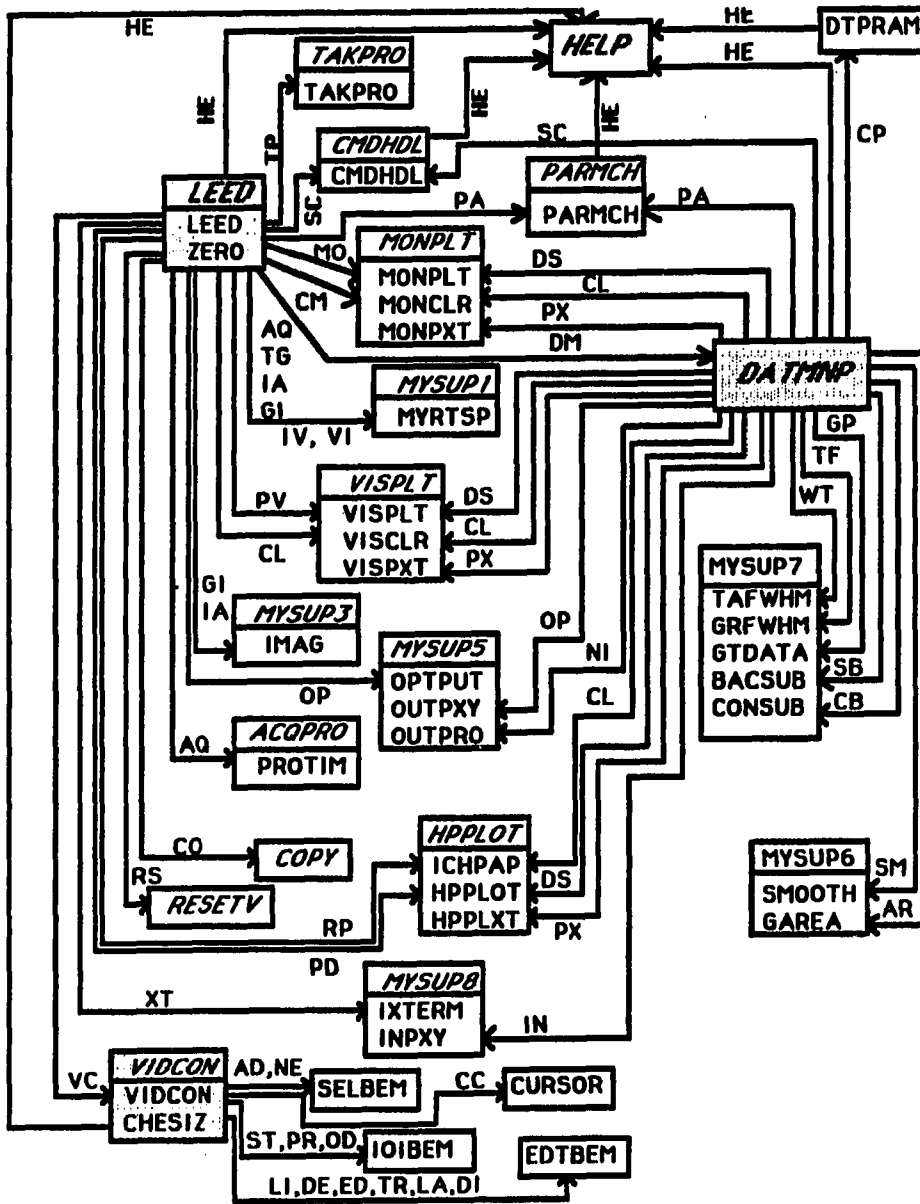 HE
HE
DTPRAM
HELP
HE
TAKPRO
TAKPRO
HE
TP
HE
HE
SC
CP
CMDHDL
CMDHDL
SC
PARMCH
PARMCH
PA
PA
LEED
LEED
ZERO
MONPLT
MONPLT
MONCLR
MONPXT
MO
CM
DS
CL
PX
DM
DATMNP
AQ
TG
IA
GI
IV, VI
MYSUP1
MYRTSP
GP
TF
WT
VISPLT
VISPLT
VISCLR
VISPXT
PV
CL
DS
CL
PX
MYSUP7
TAFWHM
GRFWHM
GTDATA
BACSUB
CONSUB
SB
CB
GI
IA
MYSUP3
IMAG
MYSUP5
OPTPUT
OUTPXY
OUTPRO
OP
OP
NI
CL
AQ
ACQPRO
PROTIM
CO
COPY
RS
RESETV
HPPLOT
ICHPAP
HPPLOT
HPPLXT
DS
PX
RP
PD
MYSUP6
SMOOTH
GAREA
SM
AR
XT
MYSUP8
IXTERM
INPXY
IN
VC
VIDCON
VIDCON
CHESIZ
AD,NE
SELBEM
CC
CURSOR
ST,PR,OD
IOIBEM
EDTBEM
LI,DE,ED,TR,LA,DI